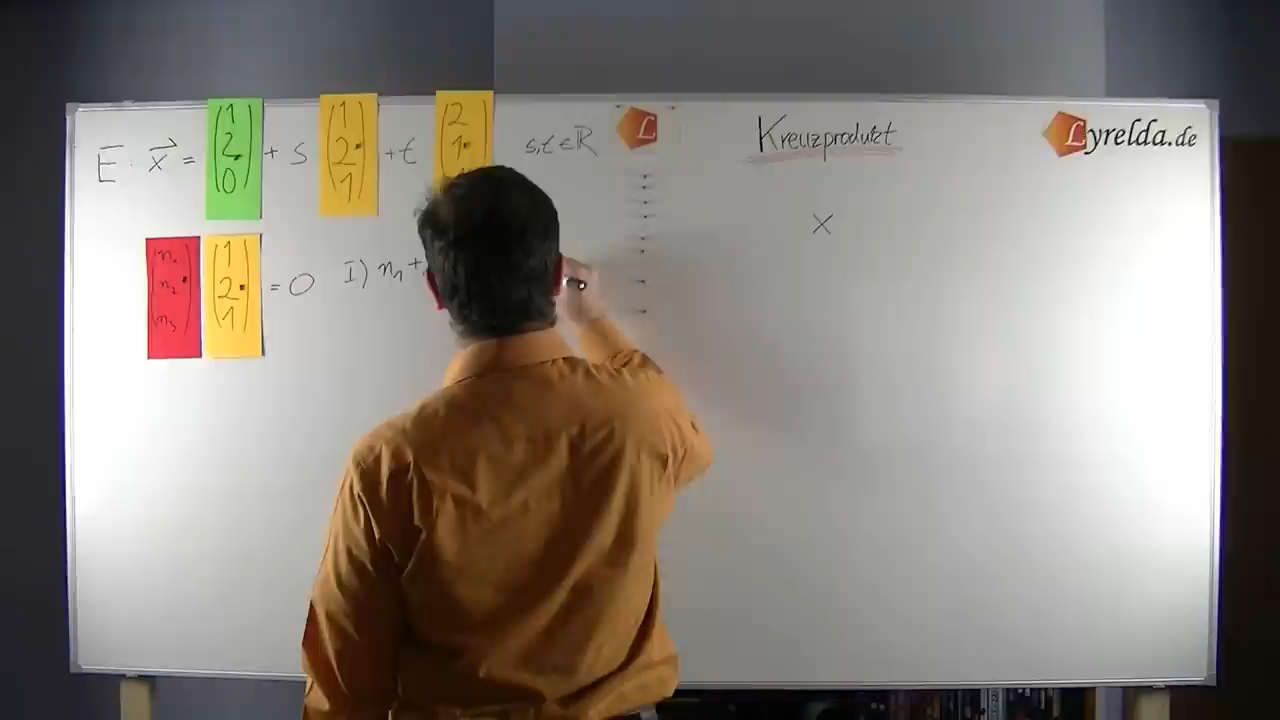 E: x⃗ = (1 2 0) + s (1 2 1) + t (2 1 s,t ∈ ℝ
(n₁ n₂ n₃) (1 2 1) = 0 I) n₁ +
L
Kreuzprodukt
×
Lyrelda.de